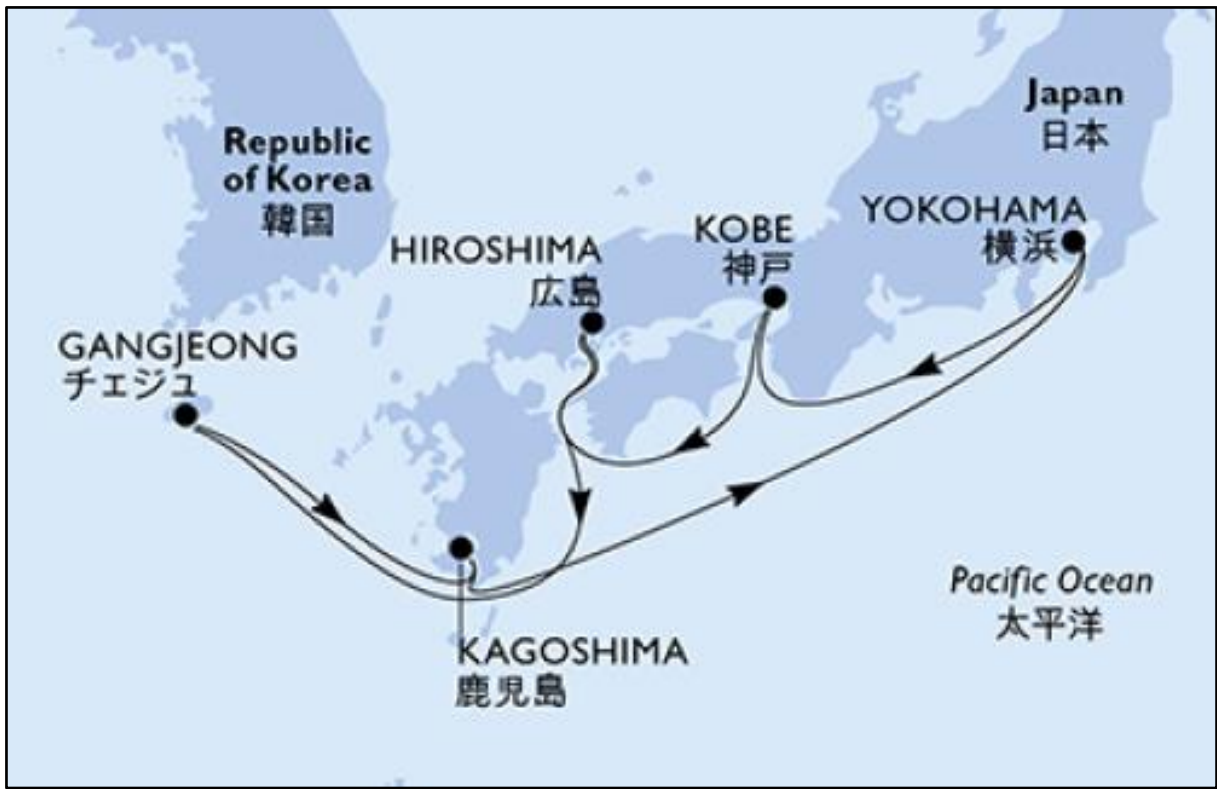 Japan
日本
Republic
of Korea
韓国
YOKOHAMA
横浜
KOBE
神戸
HIROSHIMA
広島
GANGJEONG
チェジュ
Pacific Ocean
太平洋
KAGOSHIMA
鹿児島